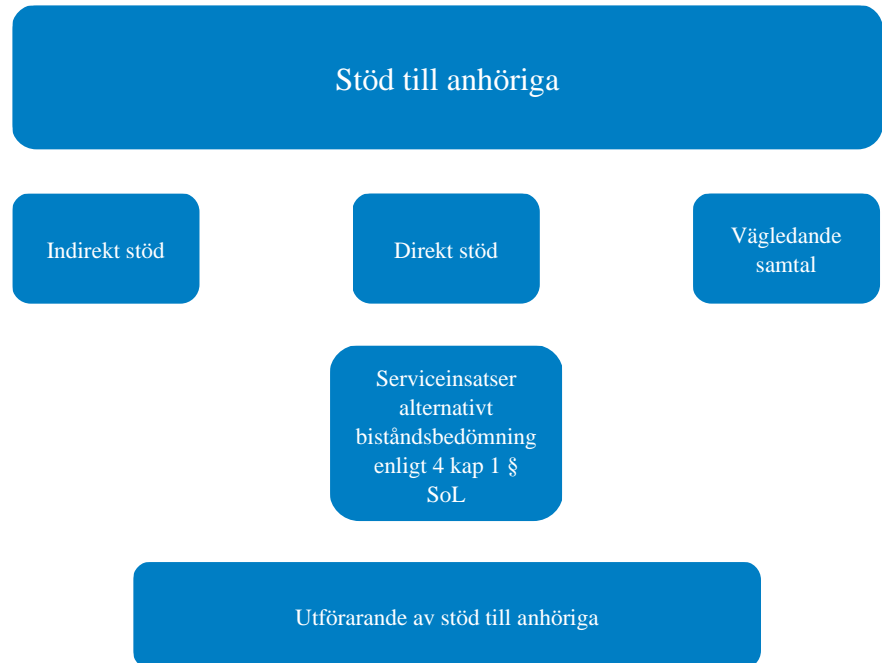 Stöd till anhöriga
Indirekt stöd
Direkt stöd
Vägledande
samtal
Serviceinsatser
alternativt
biståndsbedömning
enligt 4 kap 1 §
SoL
Utförarande av stöd till anhöriga